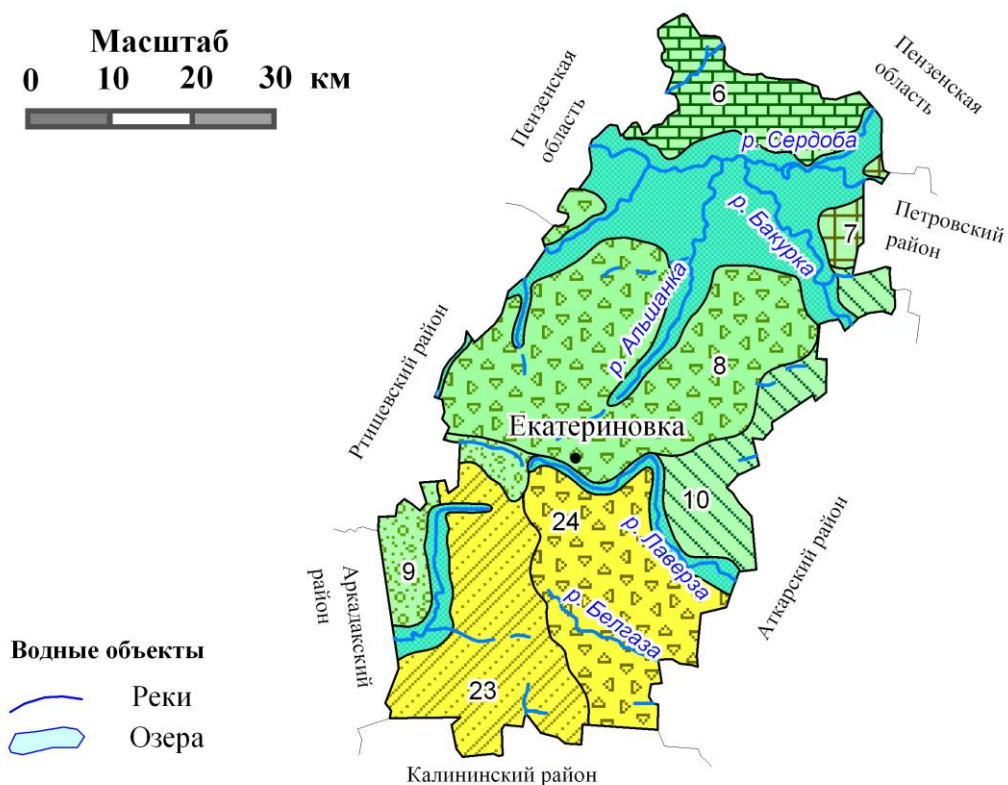 Масштаб
0 10 20 30 км
Пензенская
область
Пензенская
область
6
р. Сердоба
Петровский
район
7
р. Бакурка
р. Альшанка
8
Ртищевский район
Екатериновка
10
24
р. Лаверза
9
Аркадакский
район
Аткарский район
р. Белгаза
23
Водные объекты
Реки
Озера
Калининский район